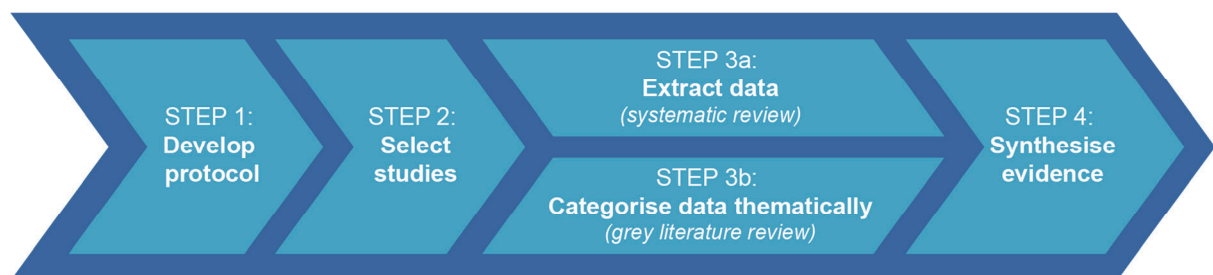 STEP 1:
Develop
protocol
STEP 2:
Select
studies
STEP 3a:
Extract data
(systematic review)
STEP 3b:
Categorise data thematically
(grey literature review)
STEP 4:
Synthesise
evidence